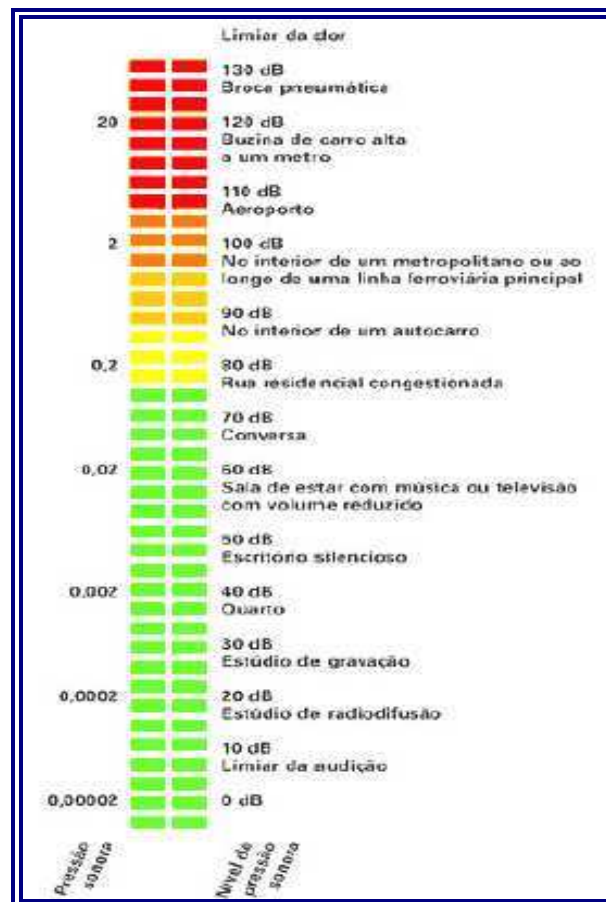 Limiar da dor
130 dB
Broca pneumática
20
120 dB
Buzina de carro alta
a um metro
110 dB
Aeroporto
2
100 dB
No interior de um metropolitano ou ao
longo de uma linha ferroviária principal
90 dB
No interior de um autocarro
0,2
80 dB
Rua residencial congestionada
70 dB
Conversa
0,02
60 dB
Sala de estar com música ou televisão
com volume reduzido
50 dB
Escritório silencioso
0,002
40 dB
Quarto
30 dB
Estúdio de gravação
0,0002
20 dB
Estúdio de radiodifusão
10 dB
Limiar da audição
0,00002
0 dB
Pressão
sonora
Nível de
pressão
sonora